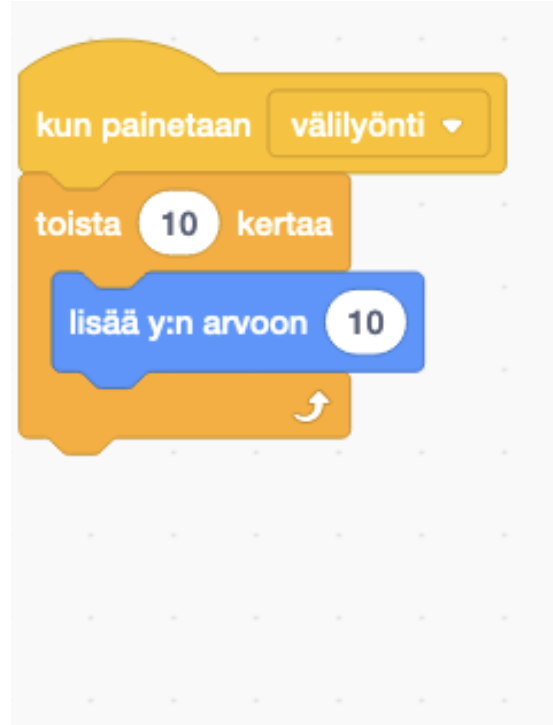 kun painetaan välilyönti
toista 10 kertaa
lisää y:n arvoon 10